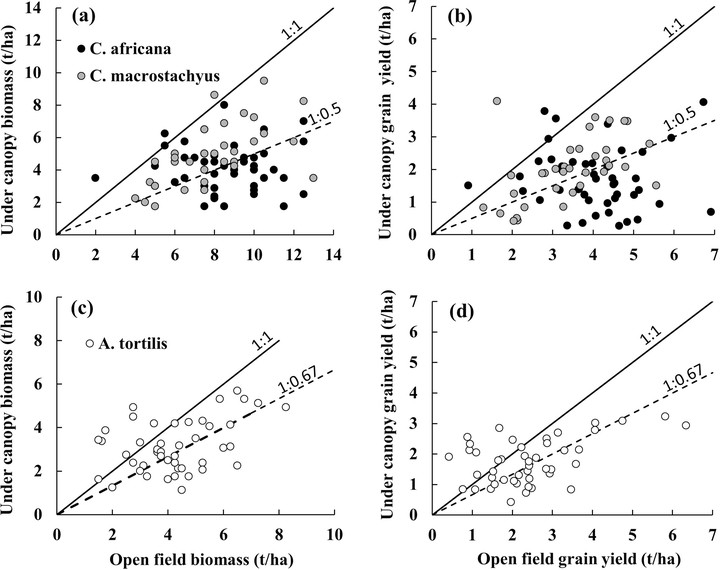 (a)
C. africana
C. macrostachyus
1:1
1:0.5
Under canopy biomass (t/ha)
14
12
10
8
6
4
2
0
0 2 4 6 8 10 12 14
(b)
1:1
1:0.5
Under canopy grain yield (t/ha)
7
6
5
4
3
2
1
0
0 1 2 3 4 5 6 7
(c)
A. tortilis
1:1
1:0.67
Under canopy biomass (t/ha)
10
8
6
4
2
0
0 2 4 6 8 10
Open field biomass (t/ha)
(d)
1:1
1:0.67
Under canopy grain yield (t/ha)
7
6
5
4
3
2
1
0
0 1 2 3 4 5 6 7
Open field grain yield (t/ha)